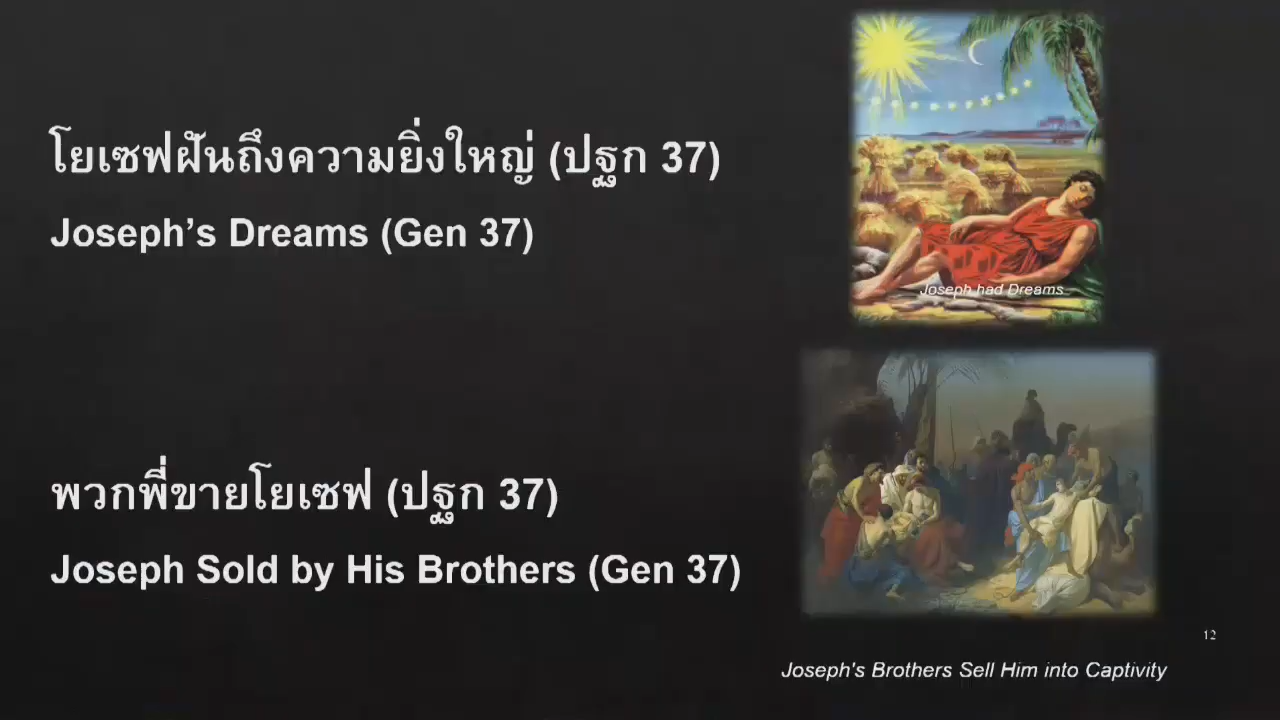 โยเซฟฝันถึงความยิ่งใหญ่ (ปฐก 37)
Joseph’s Dreams (Gen 37)
Joseph had Dreams
พวกพี่ขายโยเซฟ (ปฐก 37)
Joseph Sold by His Brothers (Gen 37)
12
Joseph's Brothers Sell Him into Captivity